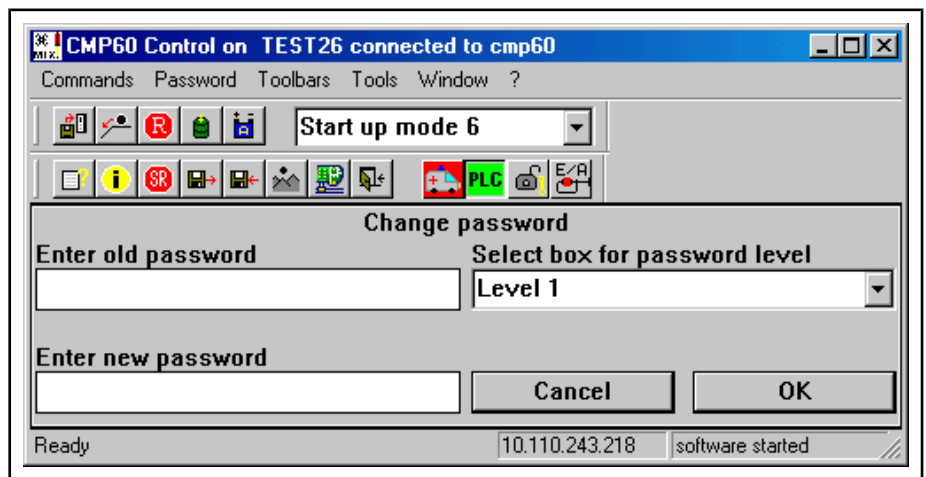 MIX. CMP60 Control on TEST26 connected to cmp60
Commands Password Toolbars Tools Window ?
R Start up mode 6
? i SR PLC E/A
Change password
Enter old password Select box for password level
Level 1
Enter new password
Cancel OK
Ready 10.110.243.218 software started